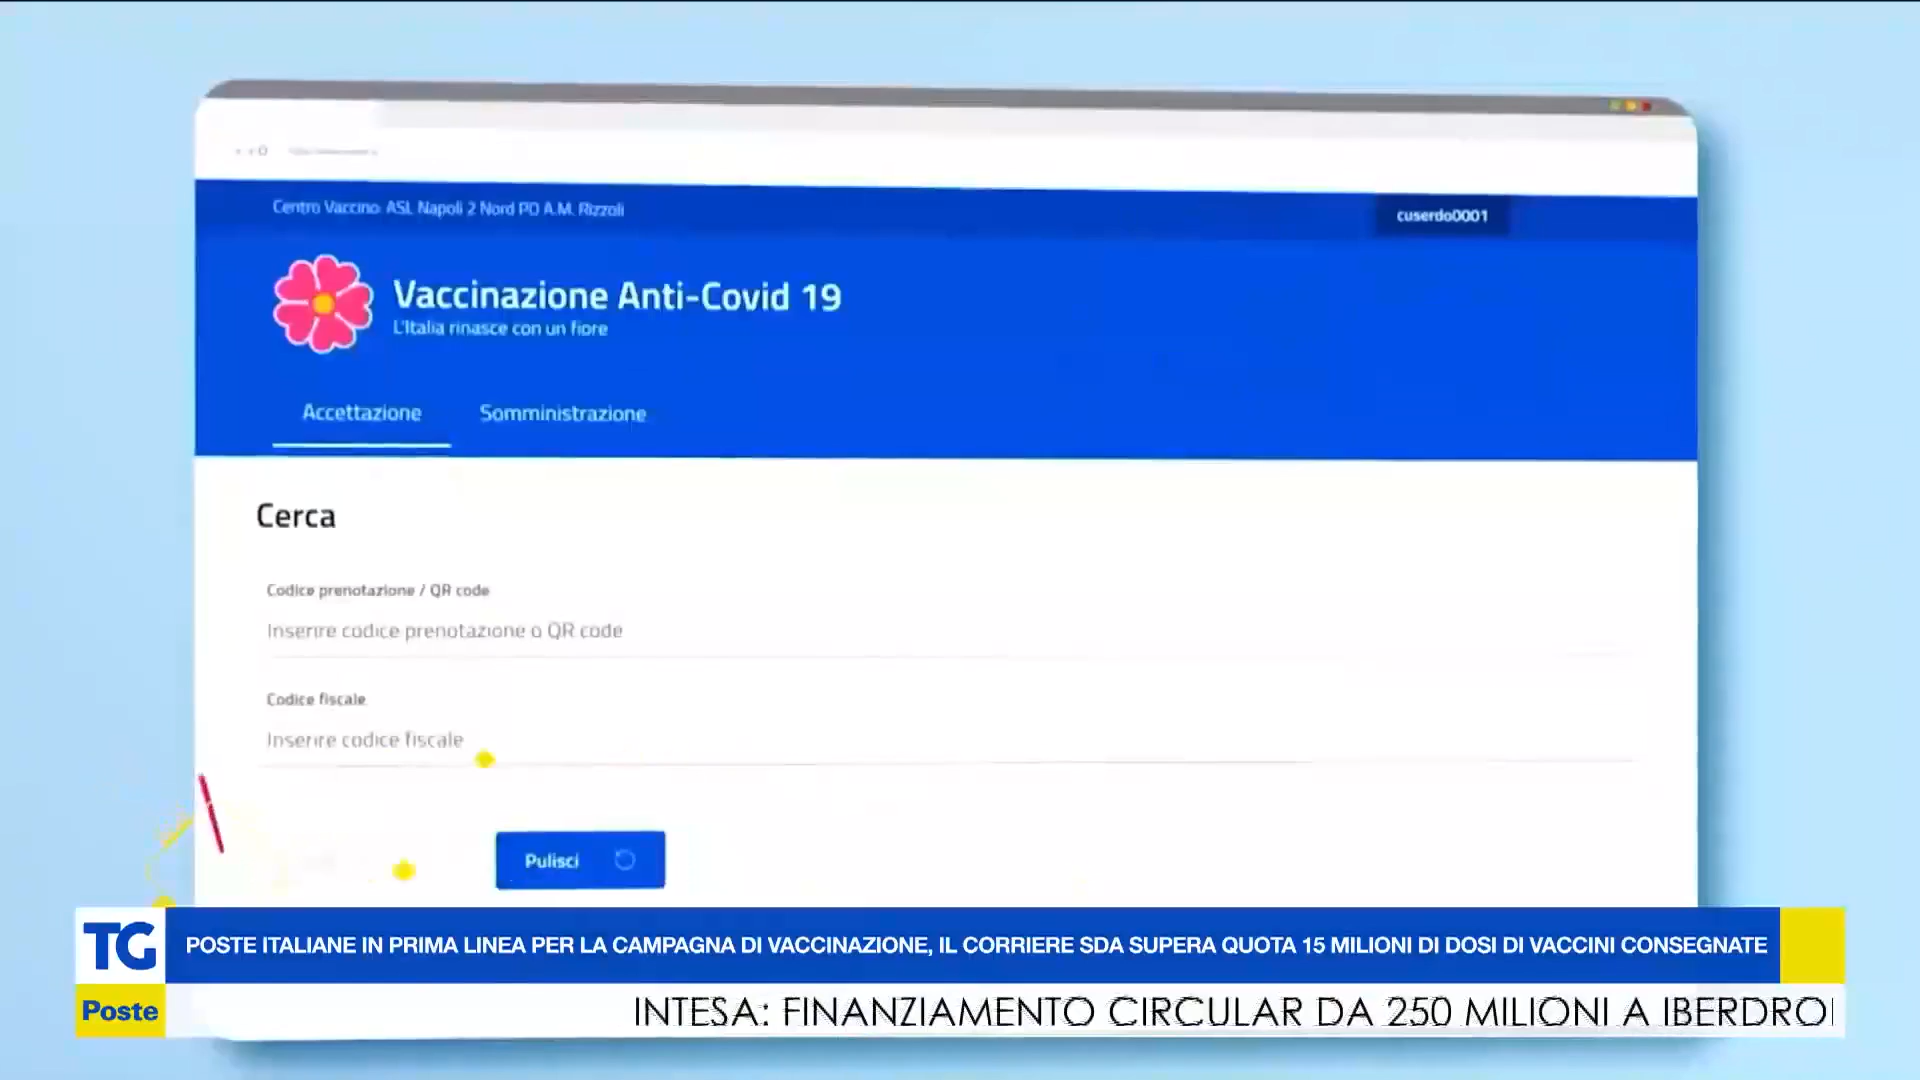 Centro Vaccino: ASL Napoli 2 Nord PO A.M. Rizzoli
cuserdo0001
Vaccinazione Anti-Covid 19
L'Italia rinasce con un fiore
Accettazione
Somministrazione
Cerca
Codice prenotazione / QR code
Inserire codice prenotazione o QR code
Codice fiscale
Inserire codice fiscale
Pulisci
TG
POSTE ITALIANE IN PRIMA LINEA PER LA CAMPAGNA DI VACCINAZIONE, IL CORRIERE SDA SUPERA QUOTA 15 MILIONI DI DOSI DI VACCINI CONSEGNATE
Poste
INTESA: FINANZIAMENTO CIRCULAR DA 250 MILIONI A IBERDRO